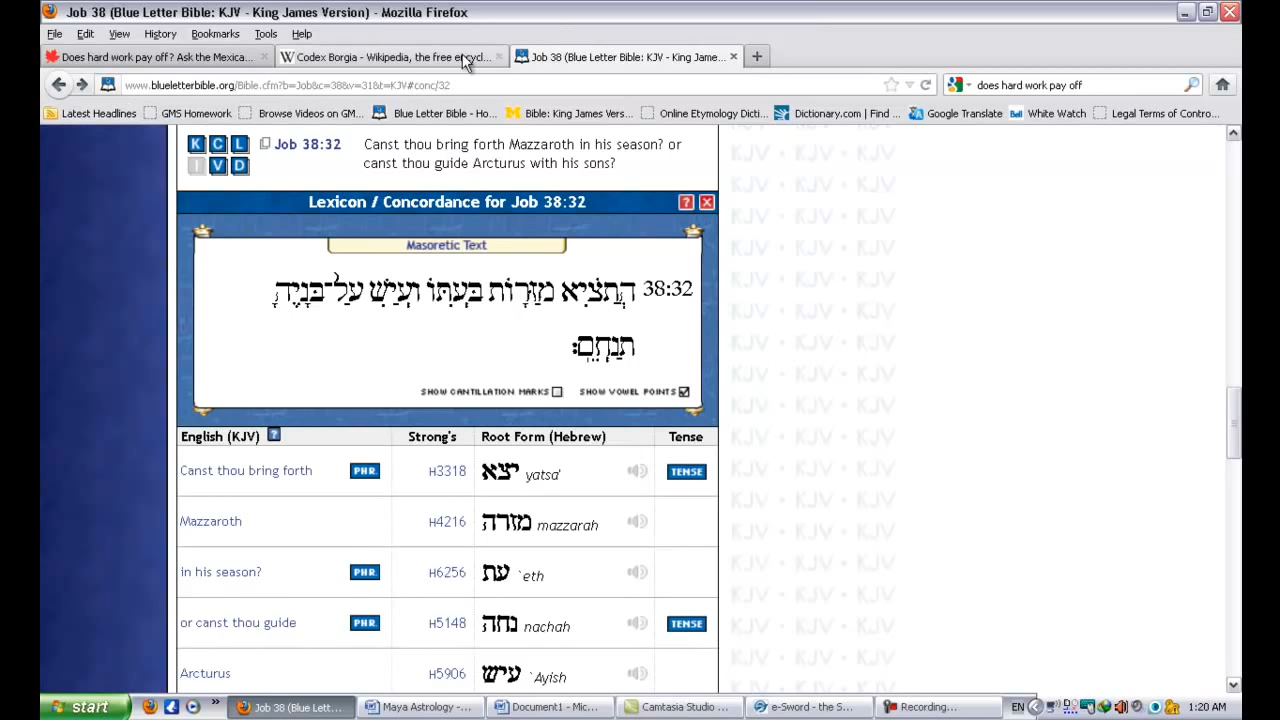 Job 38 (Blue Letter Bible: KJV - King James Version) - Mozilla Firefox
File Edit View History Bookmarks Tools Help
Does hard work pay off? Ask the Mexica...
Codex Borgia - Wikipedia, the free encycl...
Job 38 (Blue Letter Bible: KJV - King Jame...
www.blueletterbible.org/Bible.cfm?b=Job&c=38&v=31&t=KJV#conc/32
does hard work pay off
Latest Headlines GMS Homework Browse Videos on GM... Blue Letter Bible - Ho... Bible: King James Vers... Online Etymology Dicti... Dictionary.com | Find ... Google Translate White Watch Legal Terms of Contro...
K C L Job 38:32 Canst thou bring forth Mazzaroth in his season? or
I V D canst thou guide Arcturus with his sons?
Lexicon / Concordance for Job 38:32
Masoretic Text
38:32 הֲתֹצִיא מַזָּרוֹת בְּעִתּוֹ וְעַיִשׁ עַל־בָּנֶיהָ
תַנְחֵם׃
SHOW CANTILLATION MARKS SHOW VOWEL POINTS
English (KJV) Strong's Root Form (Hebrew) Tense
Canst thou bring forth PHR. H3318 יצא yatsa' TENSE
Mazzaroth H4216 מזרה mazzarah
in his season? PHR. H6256 עת `eth
or canst thou guide PHR. H5148 נחה nachah TENSE
Arcturus H5906 עיש `Ayish
KJV • KJV • KJV
start Job 38 (Blue Lett... Maya Astrology -... Document1 - Mic... Camtasia Studio ... e-Sword - the S... Recording... EN 1:20 AM